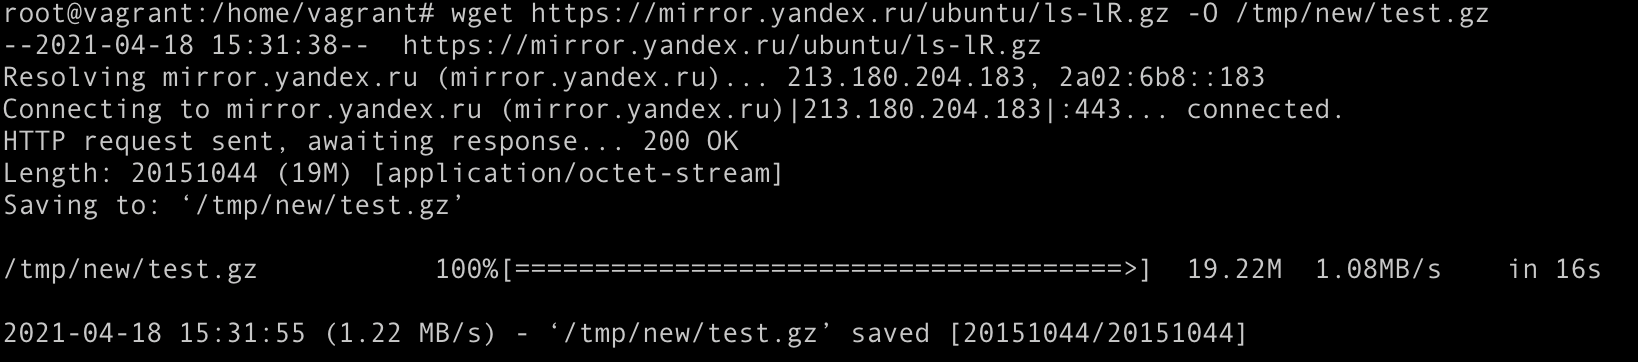 root@vagrant:/home/vagrant# wget https://mirror.yandex.ru/ubuntu/ls-lR.gz -O /tmp/new/test.gz
--2021-04-18 15:31:38--  https://mirror.yandex.ru/ubuntu/ls-lR.gz
Resolving mirror.yandex.ru (mirror.yandex.ru)... 213.180.204.183, 2a02:6b8::183
Connecting to mirror.yandex.ru (mirror.yandex.ru)|213.180.204.183|:443... connected.
HTTP request sent, awaiting response... 200 OK
Length: 20151044 (19M) [application/octet-stream]
Saving to: ‘/tmp/new/test.gz’
/tmp/new/test.gz           100%[======================================>]  19.22M  1.08MB/s    in 16s
2021-04-18 15:31:55 (1.22 MB/s) - ‘/tmp/new/test.gz’ saved [20151044/20151044]